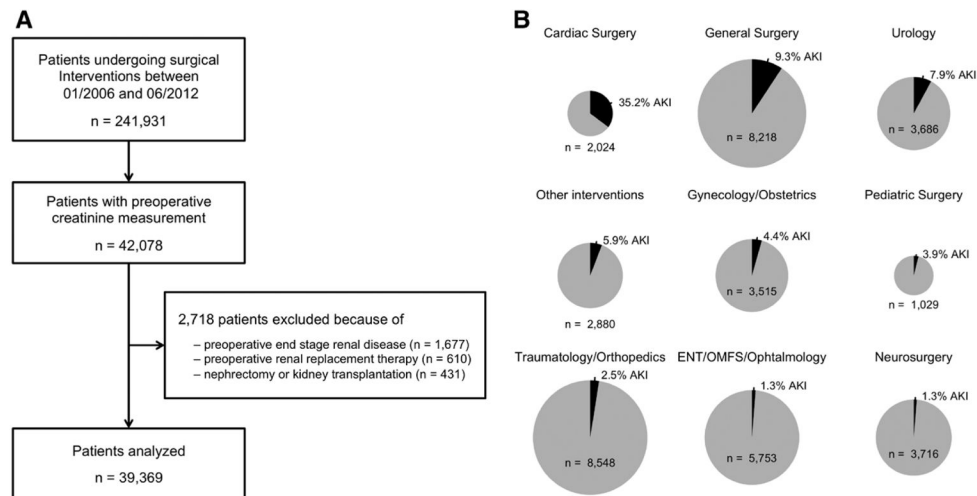 A
Patients undergoing surgical
Interventions between
01/2006 and 06/2012
n = 241,931
Patients with preoperative
creatinine measurement
n = 42,078
2,718 patients excluded because of
– preoperative end stage renal disease (n = 1,677)
– preoperative renal replacement therapy (n = 610)
– nephrectomy or kidney transplantation (n = 431)
Patients analyzed
n = 39,369
B
Cardiac Surgery
35.2% AKI
n = 2,024
General Surgery
9.3% AKI
n = 8,218
Urology
7.9% AKI
n = 3,686
Other interventions
5.9% AKI
n = 2,880
Gynecology/Obstetrics
4.4% AKI
n = 3,515
Pediatric Surgery
3.9% AKI
n = 1,029
Traumatology/Orthopedics
2.5% AKI
n = 8,548
ENT/OMFS/Ophtalmology
1.3% AKI
n = 5,753
Neurosurgery
1.3% AKI
n = 3,716